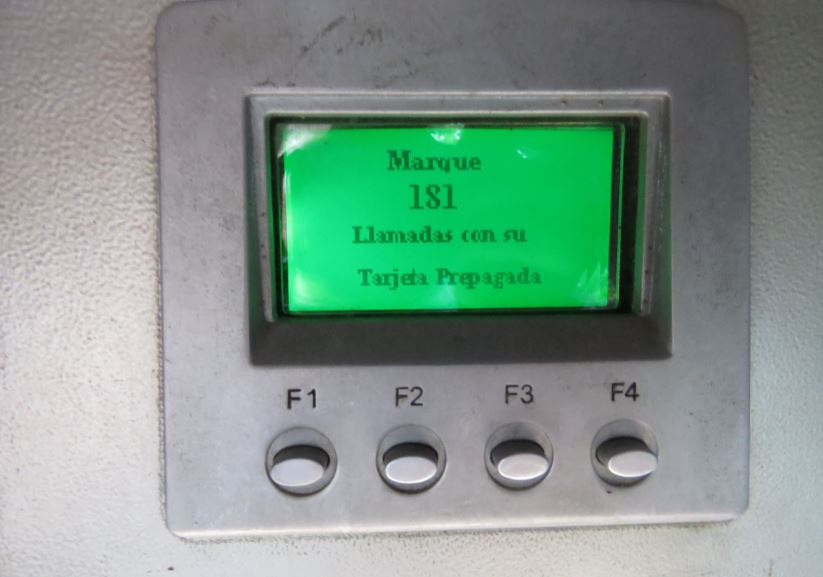 Marque
181
Llamadas con su
Tarjeta Prepagada
F1 F2 F3 F4